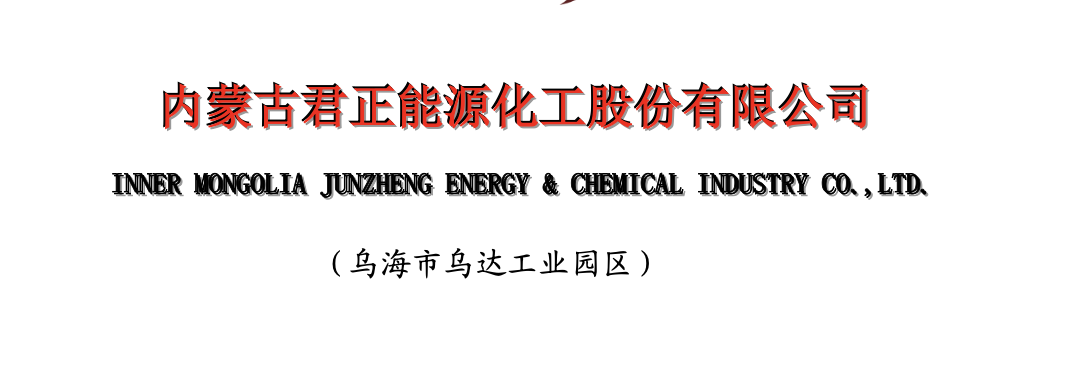 内蒙古君正能源化工股份有限公司
INNER MONGOLIA JUNZHENG ENERGY & CHEMICAL INDUSTRY CO.,LTD.
（乌海市乌达工业园区）